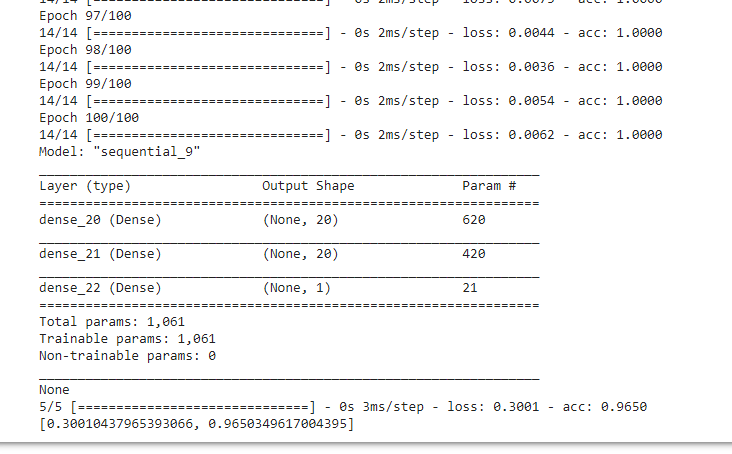 14/14 [==============================] - 0s 2ms/step - loss: 0.0075 - acc: 1.0000
Epoch 97/100
14/14 [==============================] - 0s 2ms/step - loss: 0.0044 - acc: 1.0000
Epoch 98/100
14/14 [==============================] - 0s 2ms/step - loss: 0.0036 - acc: 1.0000
Epoch 99/100
14/14 [==============================] - 0s 2ms/step - loss: 0.0054 - acc: 1.0000
Epoch 100/100
14/14 [==============================] - 0s 2ms/step - loss: 0.0062 - acc: 1.0000
Model: "sequential_9"
_________________________________________________________________
Layer (type) Output Shape Param #
=================================================================
dense_20 (Dense) (None, 20) 620
_________________________________________________________________
dense_21 (Dense) (None, 20) 420
_________________________________________________________________
dense_22 (Dense) (None, 1) 21
=================================================================
Total params: 1,061
Trainable params: 1,061
Non-trainable params: 0
_________________________________________________________________
None
5/5 [==============================] - 0s 3ms/step - loss: 0.3001 - acc: 0.9650
[0.30010437965393066, 0.9650349617004395]